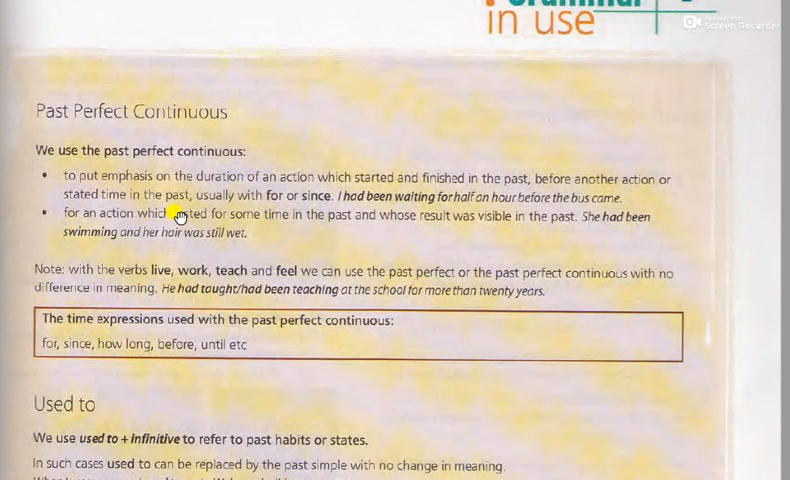 Grammar
in use
Screen Recorder
Past Perfect Continuous
We use the past perfect continuous:
• to put emphasis on the duration of an action which started and finished in the past, before another action or
stated time in the past, usually with for or since. I had been waiting for half an hour before the bus came.
• for an action which for some time in the past and whose result was visible in the past. She had been
swimming and her hair was still wet.
Note: with the verbs live, work, teach and feel we can use the past perfect or the past perfect continuous with no
difference in meaning. He had taught/had been teaching at the school for more than twenty years.
The time expressions used with the past perfect continuous:
for, since, how long, before, until etc
Used to
We use used to + infinitive to refer to past habits or states.
In such cases used to can be replaced by the past simple with no change in meaning.